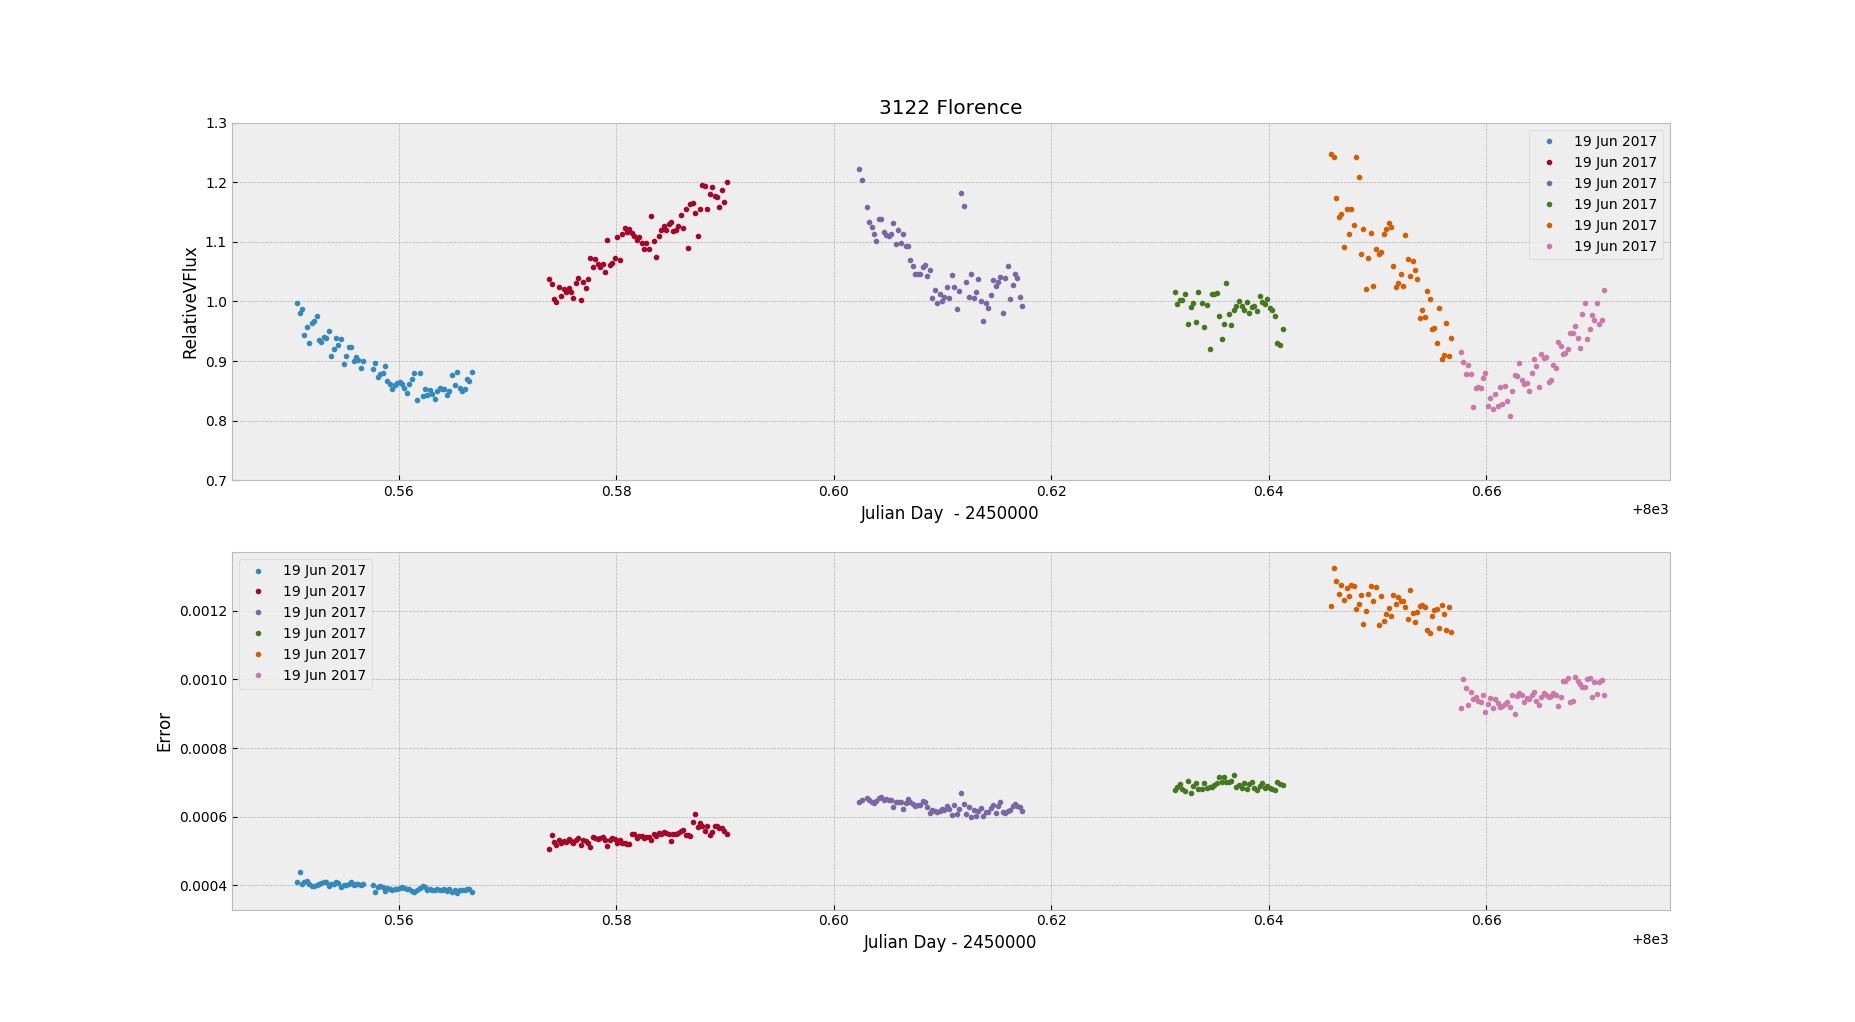 3122 Florence
1.3
1.2
1.1
1.0
0.9
0.8
0.7
RelativeVFlux
19 Jun 2017
19 Jun 2017
19 Jun 2017
19 Jun 2017
19 Jun 2017
19 Jun 2017
0.56 0.58 0.60 0.62 0.64 0.66
+8e3
Julian Day - 2450000
0.0012
0.0010
0.0008
0.0006
0.0004
Error
19 Jun 2017
19 Jun 2017
19 Jun 2017
19 Jun 2017
19 Jun 2017
19 Jun 2017
0.56 0.58 0.60 0.62 0.64 0.66
+8e3
Julian Day - 2450000